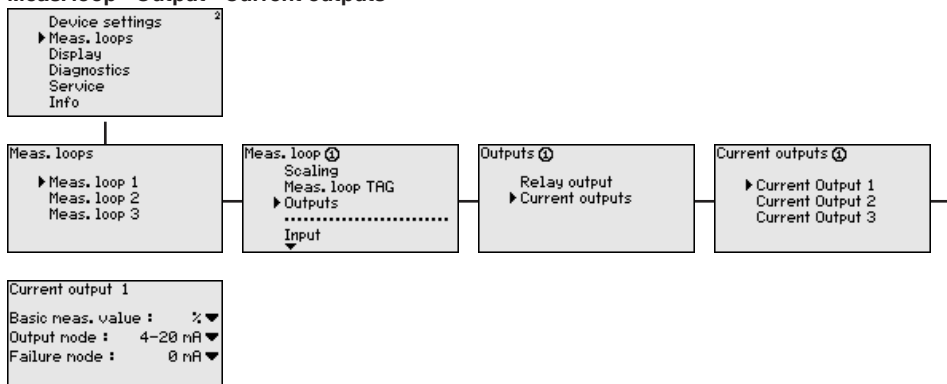 Meas. loop - Output - Current outputs
Device settings 2
Meas. loops
Display
Diagnostics
Service
Info
Meas. loops
Meas. loop 1
Meas. loop 2
Meas. loop 3
Meas. loop ①
Scaling
Meas. loop TAG
Outputs
Input
Outputs ①
Relay output
Current outputs
Current outputs ①
Current Output 1
Current Output 2
Current Output 3
Current output 1
Basic meas. value : %
Output mode : 4-20 mA
Failure mode : 0 mA